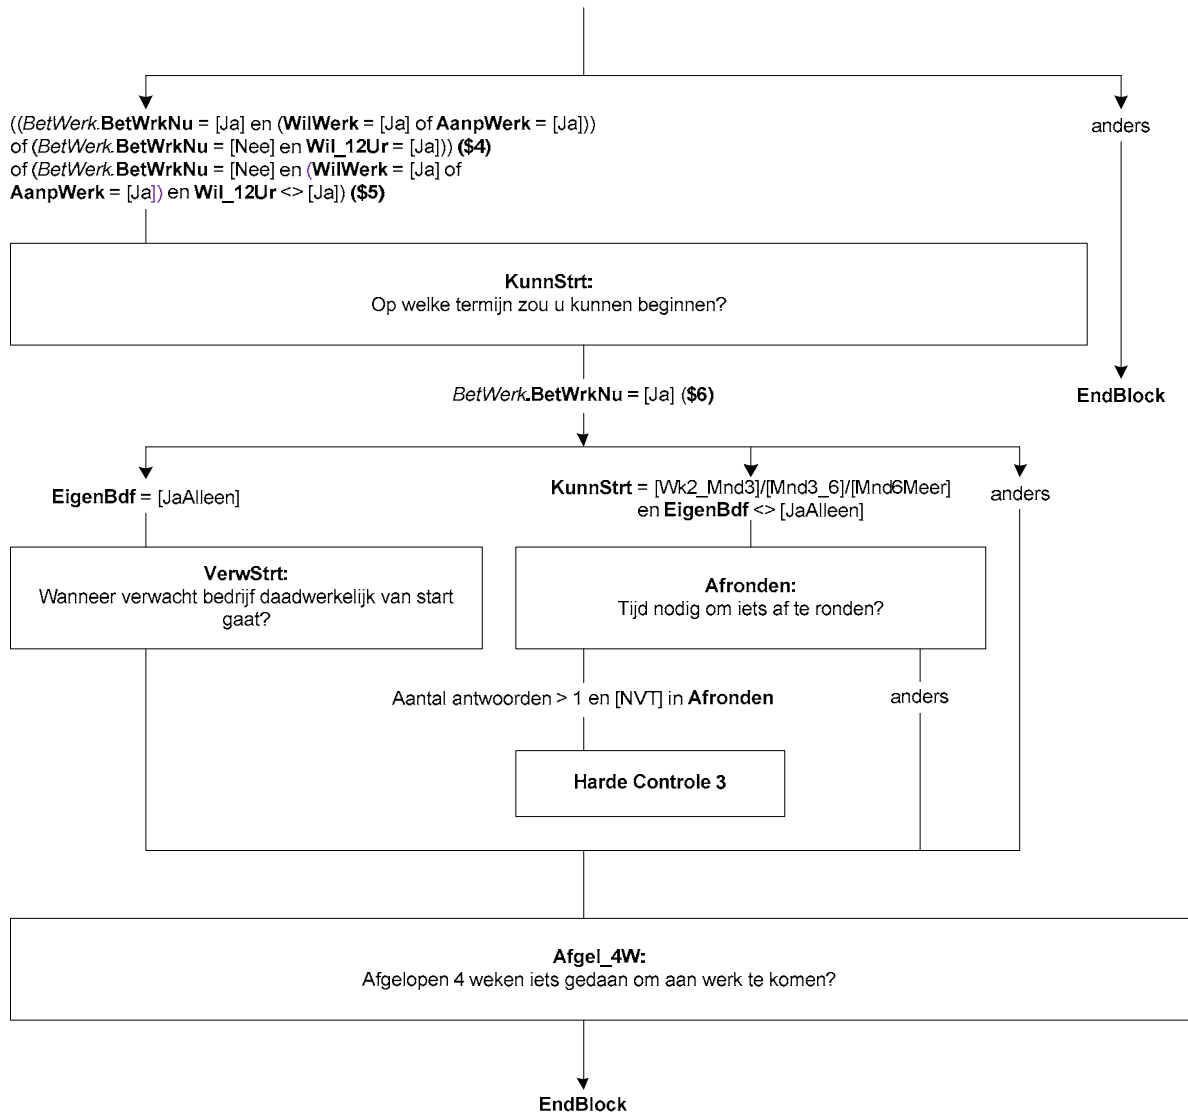 ((BetWerk.BetWrkNu = [Ja] en (WilWerk = [Ja] of AanpWerk = [Ja]))
of (BetWerk.BetWrkNu = [Nee] en Wil_12Ur = [Ja])) ($4)
of (BetWerk.BetWrkNu = [Nee] en (WilWerk = [Ja] of
AanpWerk = [Ja]) en Wil_12Ur <> [Ja]) ($5)
anders
KunnStrt:
Op welke termijn zou u kunnen beginnen?
BetWerk.BetWrkNu = [Ja] ($6)
EndBlock
EigenBdf = [JaAlleen]
KunnStrt = [Wk2_Mnd3]/[Mnd3_6]/[Mnd6Meer]
en EigenBdf <> [JaAlleen]
anders
VerwStrt:
Wanneer verwacht bedrijf daadwerkelijk van start
gaat?
Afronden:
Tijd nodig om iets af te ronden?
Aantal antwoorden > 1 en [NVT] in Afronden
anders
Harde Controle 3
Afgel_4W:
Afgelopen 4 weken iets gedaan om aan werk te komen?
EndBlock